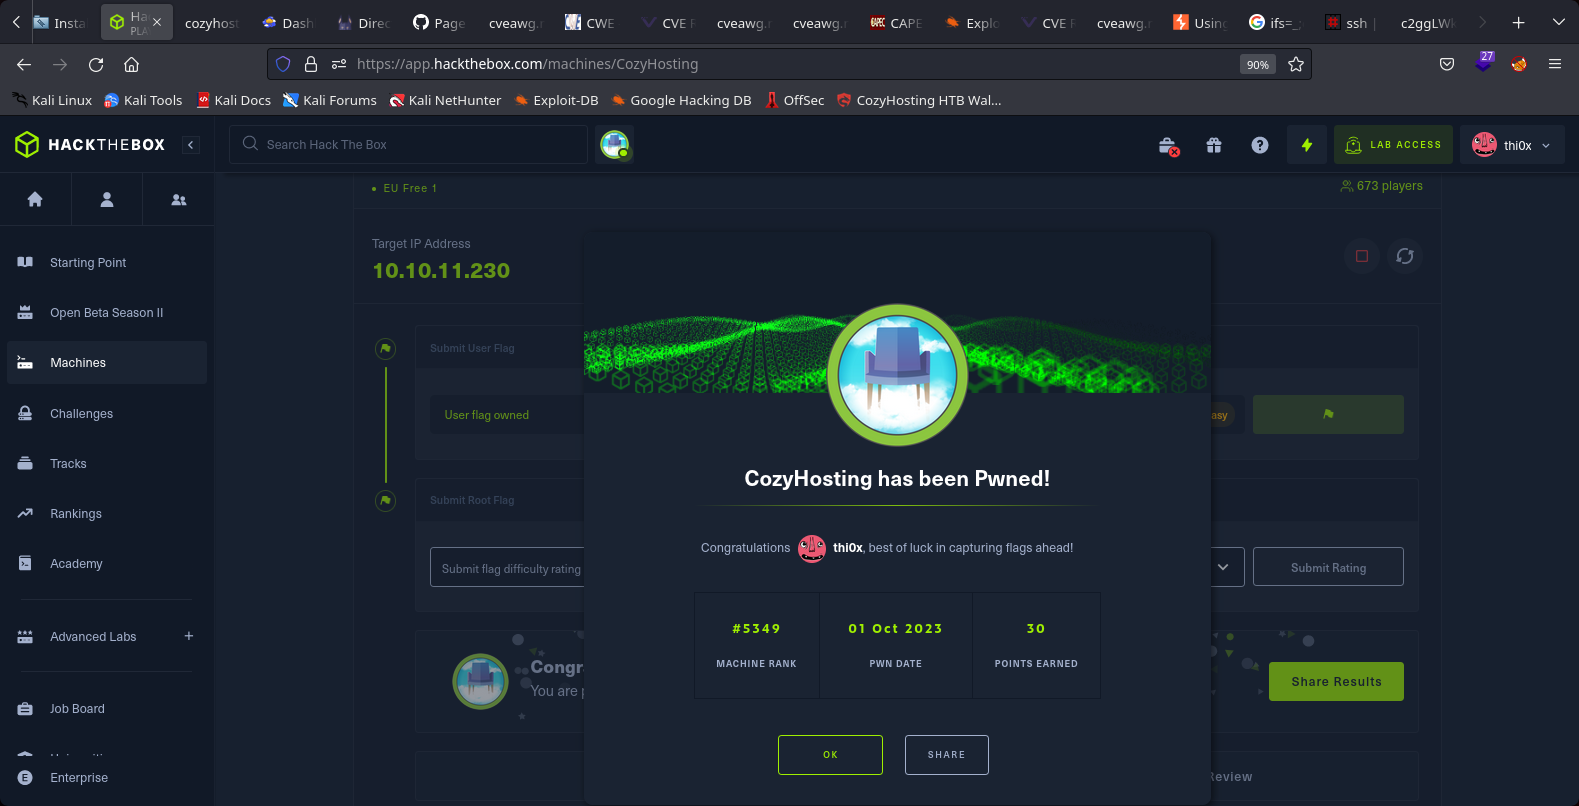 Insta
Ha
PLA
cozyhost
Dash
Direc
Page
cveawg.r
CWE
CVE F
cveawg.r
cveawg.r
CAPE
Explo
CVE F
cveawg.r
Using
ifs=_;
ssh |
c2ggLW
https://app.hackthebox.com/machines/CozyHosting
90%
27
Kali Linux
Kali Tools
Kali Docs
Kali Forums
Kali NetHunter
Exploit-DB
Google Hacking DB
OffSec
CozyHosting HTB Wal...
HACKTHEBOX
Search Hack The Box
LAB ACCESS
thi0x
EU Free 1
673 players
Target IP Address
10.10.11.230
Starting Point
Open Beta Season II
Machines
Challenges
Tracks
Rankings
Academy
Advanced Labs
Job Board
Enterprise
Submit User Flag
User flag owned
asy
Submit Root Flag
Submit flag difficulty rating
Submit Rating
Congra
You are p
Share Results
Review
CozyHosting has been Pwned!
Congratulations thi0x, best of luck in capturing flags ahead!
#5349
MACHINE RANK
01 Oct 2023
PWN DATE
30
POINTS EARNED
OK
SHARE